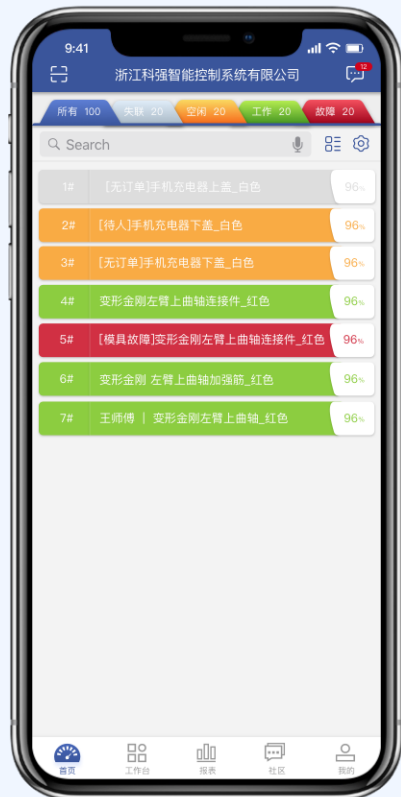 9:41
浙江科强智能控制系统有限公司
12
所有 100 失联 20 空闲 20 工作 20 故障 20
Search
1# [无订单]手机充电器上盖_白色 96%
2# [待人]手机充电器下盖_白色 96%
3# [无订单]手机充电器下盖_白色 96%
4# 变形金刚左臂上曲轴连接件_红色 96%
5# [模具故障]变形金刚左臂上曲轴连接件_红色 96%
6# 变形金刚 左臂上曲轴加强筋_红色 96%
7# 王师傅 | 变形金刚左臂上曲轴_红色 96%
首页 工作台 报表 社区 我的